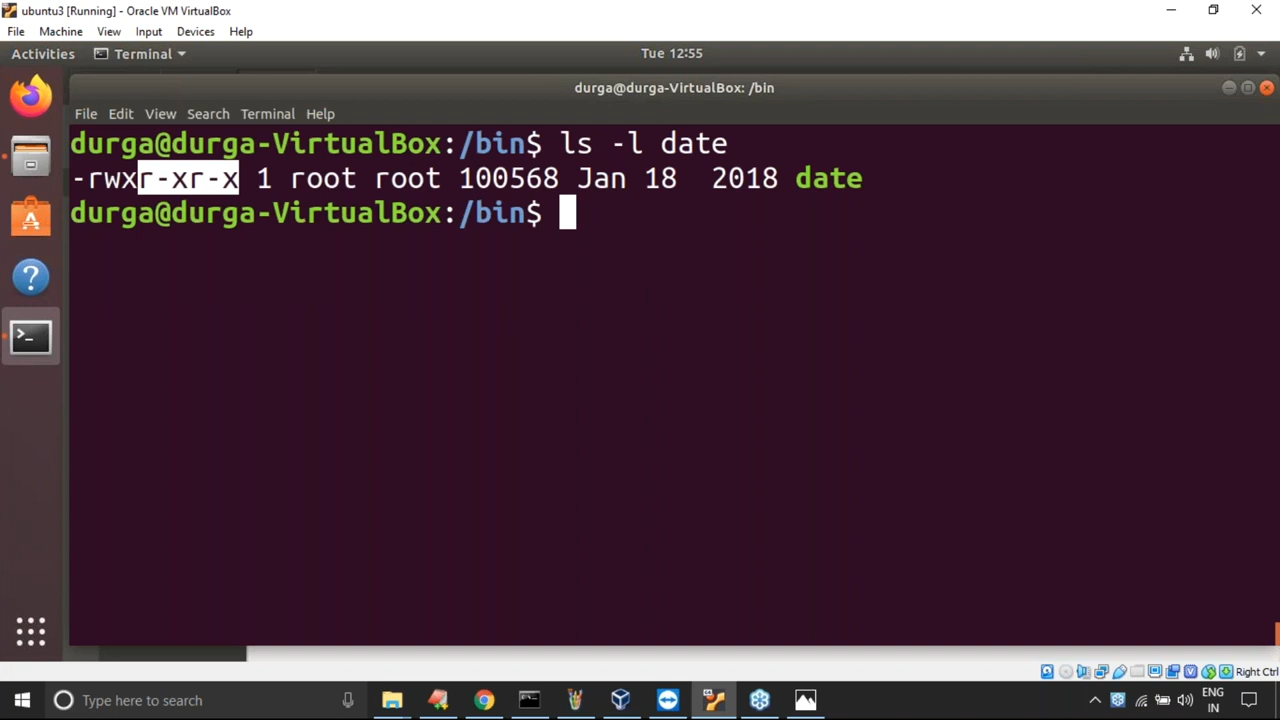 ubuntu3 [Running] - Oracle VM VirtualBox
File Machine View Input Devices Help
Activities Terminal Tue 12:55
durga@durga-VirtualBox: /bin
File Edit View Search Terminal Help
durga@durga-VirtualBox:/bin$ ls -l date
-rwxr-xr-x 1 root root 100568 Jan 18  2018 date
durga@durga-VirtualBox:/bin$
Right Ctrl
Type here to search
ENG
IN